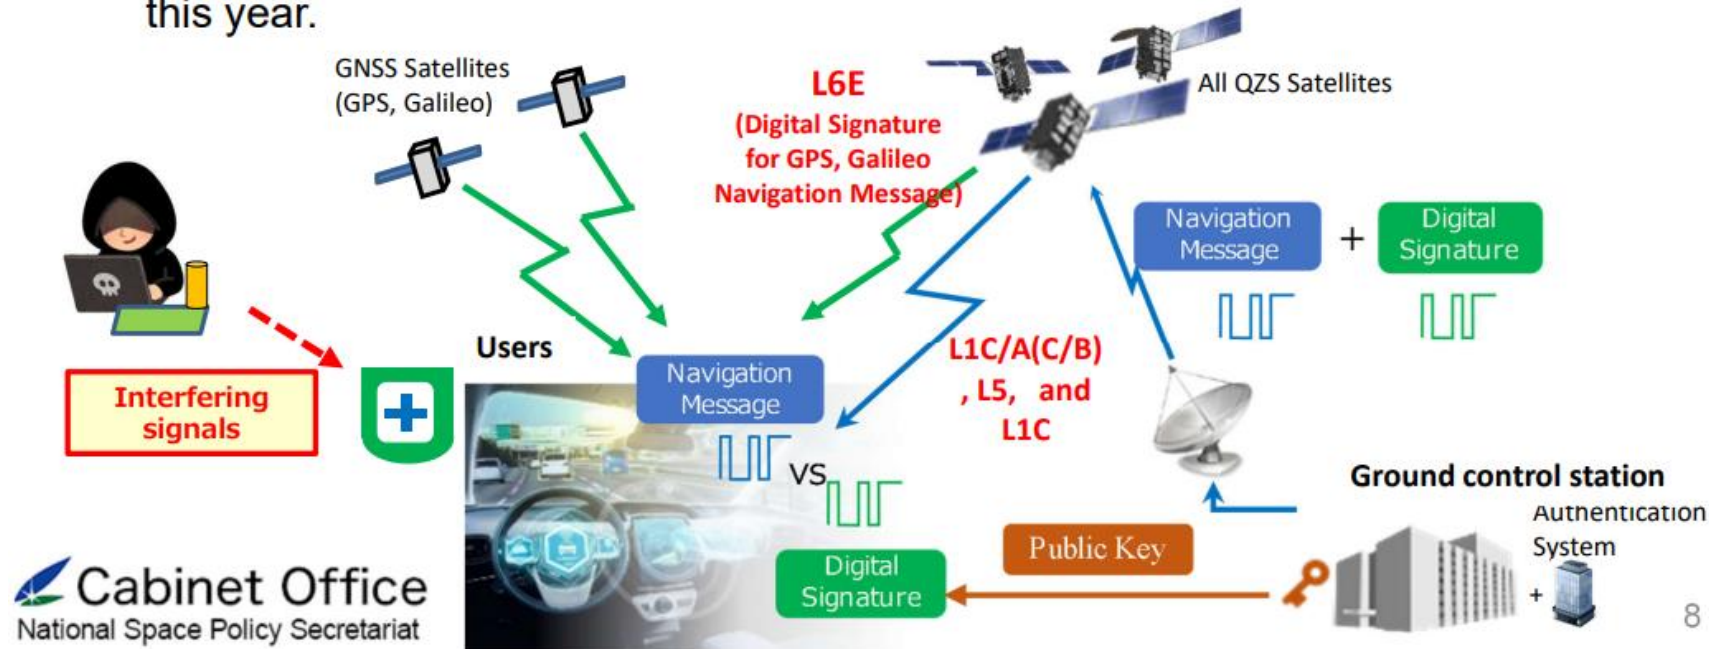 this year.
GNSS Satellites
(GPS, Galileo)
L6E
(Digital Signature
for GPS, Galileo
Navigation Message)
All QZS Satellites
Navigation
Message
+
Digital
Signature
Interfering
signals
Users
Navigation
Message
VS
L1C/A(C/B)
, L5, and
L1C
Digital
Signature
Public Key
Ground control station
Authentication
System
+
Cabinet Office
National Space Policy Secretariat
8